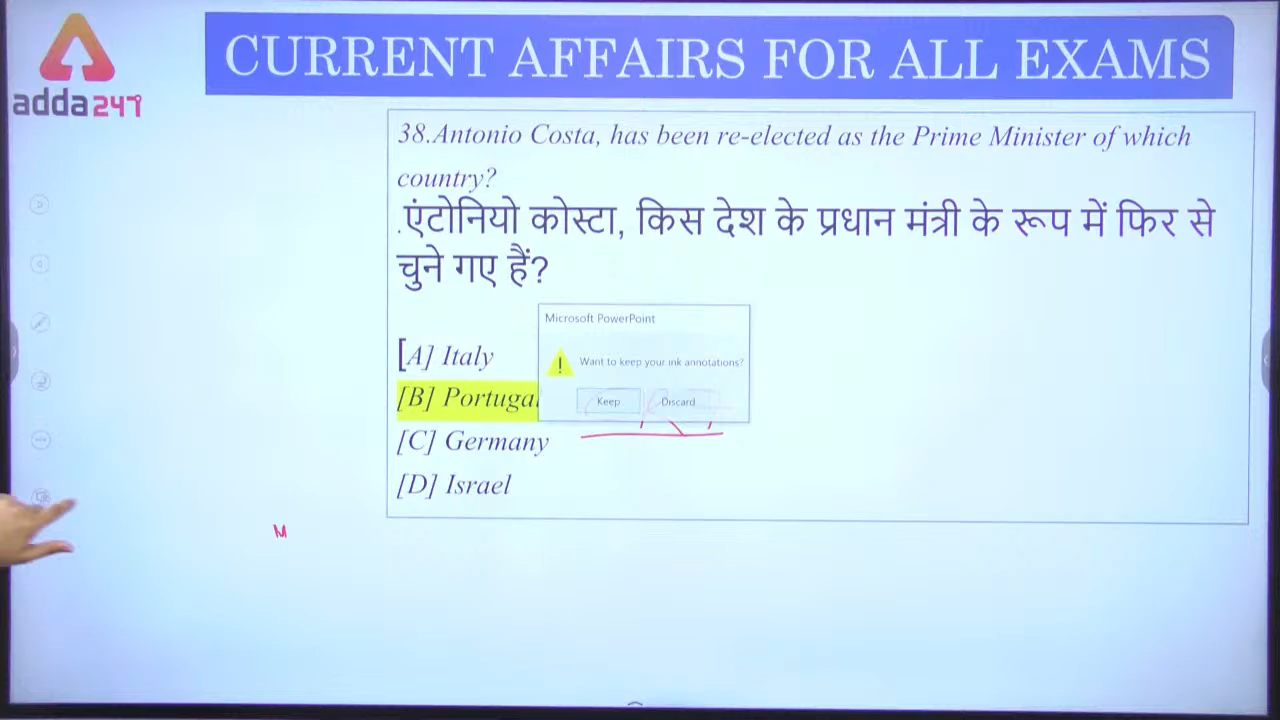 CURRENT AFFAIRS FOR ALL EXAMS
adda247
38.Antonio Costa, has been re-elected as the Prime Minister of which
country?
.एंटोनियो कोस्टा, किस देश के प्रधान मंत्री के रूप में फिर से
चुने गए हैं?
Microsoft PowerPoint
Want to keep your ink annotations?
Keep Discard
[A] Italy
[B] Portugal
[C] Germany
[D] Israel
M